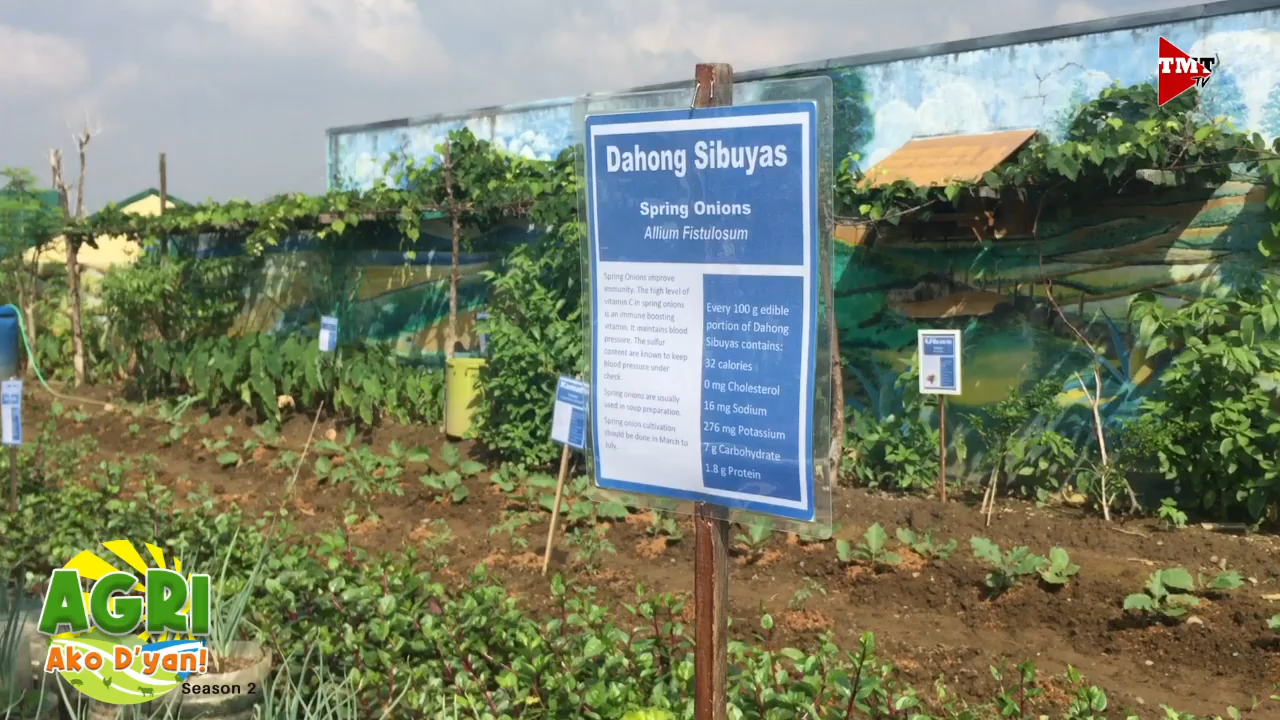 TMT
TV
Dahong Sibuyas
Spring Onions
Allium Fistulosum
Spring Onions improve
immunity. The high level of
vitamin C in spring onions
is an immune boosting
vitamin. It maintains blood
pressure. The sulfur
content are known to keep
blood pressure under
check.
Spring onions are usually
used in soup preparation.
Spring onion cultivation
should be done in March to
July.
Every 100 g edible
portion of Dahong
Sibuyas contains:
32 calories
0 mg Cholesterol
16 mg Sodium
276 mg Potassium
7 g Carbohydrate
1.8 g Protein
AGRI
Ako D'yan!
Season 2